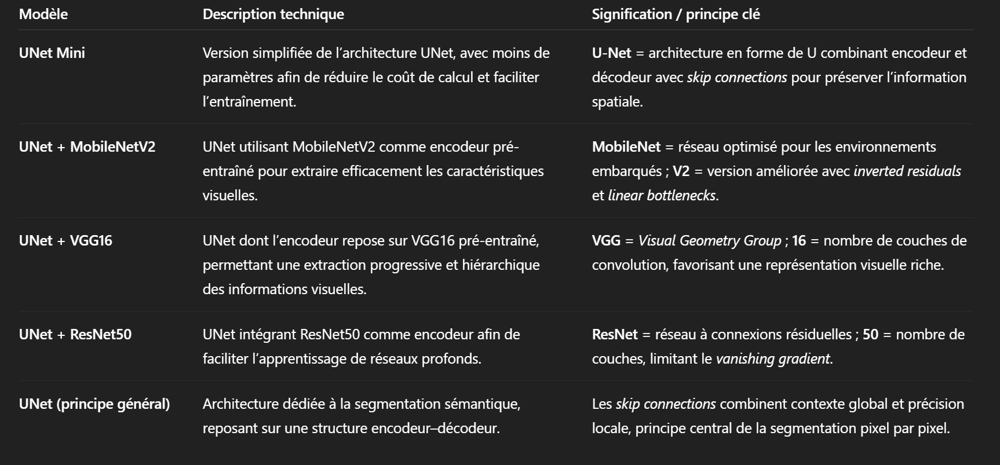 Modèle Description technique Signification / principe clé
UNet Mini
Version simplifiée de l’architecture UNet, avec moins de
paramètres afin de réduire le coût de calcul et faciliter
l’entraînement.
U-Net = architecture en forme de U combinant encodeur et
décodeur avec skip connections pour préserver l’information
spatiale.
UNet + MobileNetV2
UNet utilisant MobileNetV2 comme encodeur pré-
entraîné pour extraire efficacement les caractéristiques
visuelles.
MobileNet = réseau optimisé pour les environnements
embarqués ; V2 = version améliorée avec inverted residuals
et linear bottlenecks.
UNet + VGG16
UNet dont l’encodeur repose sur VGG16 pré-entraîné,
permettant une extraction progressive et hiérarchique
des informations visuelles.
VGG = Visual Geometry Group ; 16 = nombre de couches de
convolution, favorisant une représentation visuelle riche.
UNet + ResNet50
UNet intégrant ResNet50 comme encodeur afin de
faciliter l’apprentissage de réseaux profonds.
ResNet = réseau à connexions résiduelles ; 50 = nombre de
couches, limitant le vanishing gradient.
UNet (principe général)
Architecture dédiée à la segmentation sémantique,
reposant sur une structure encodeur–décodeur.
Les skip connections combinent contexte global et précision
locale, principe central de la segmentation pixel par pixel.